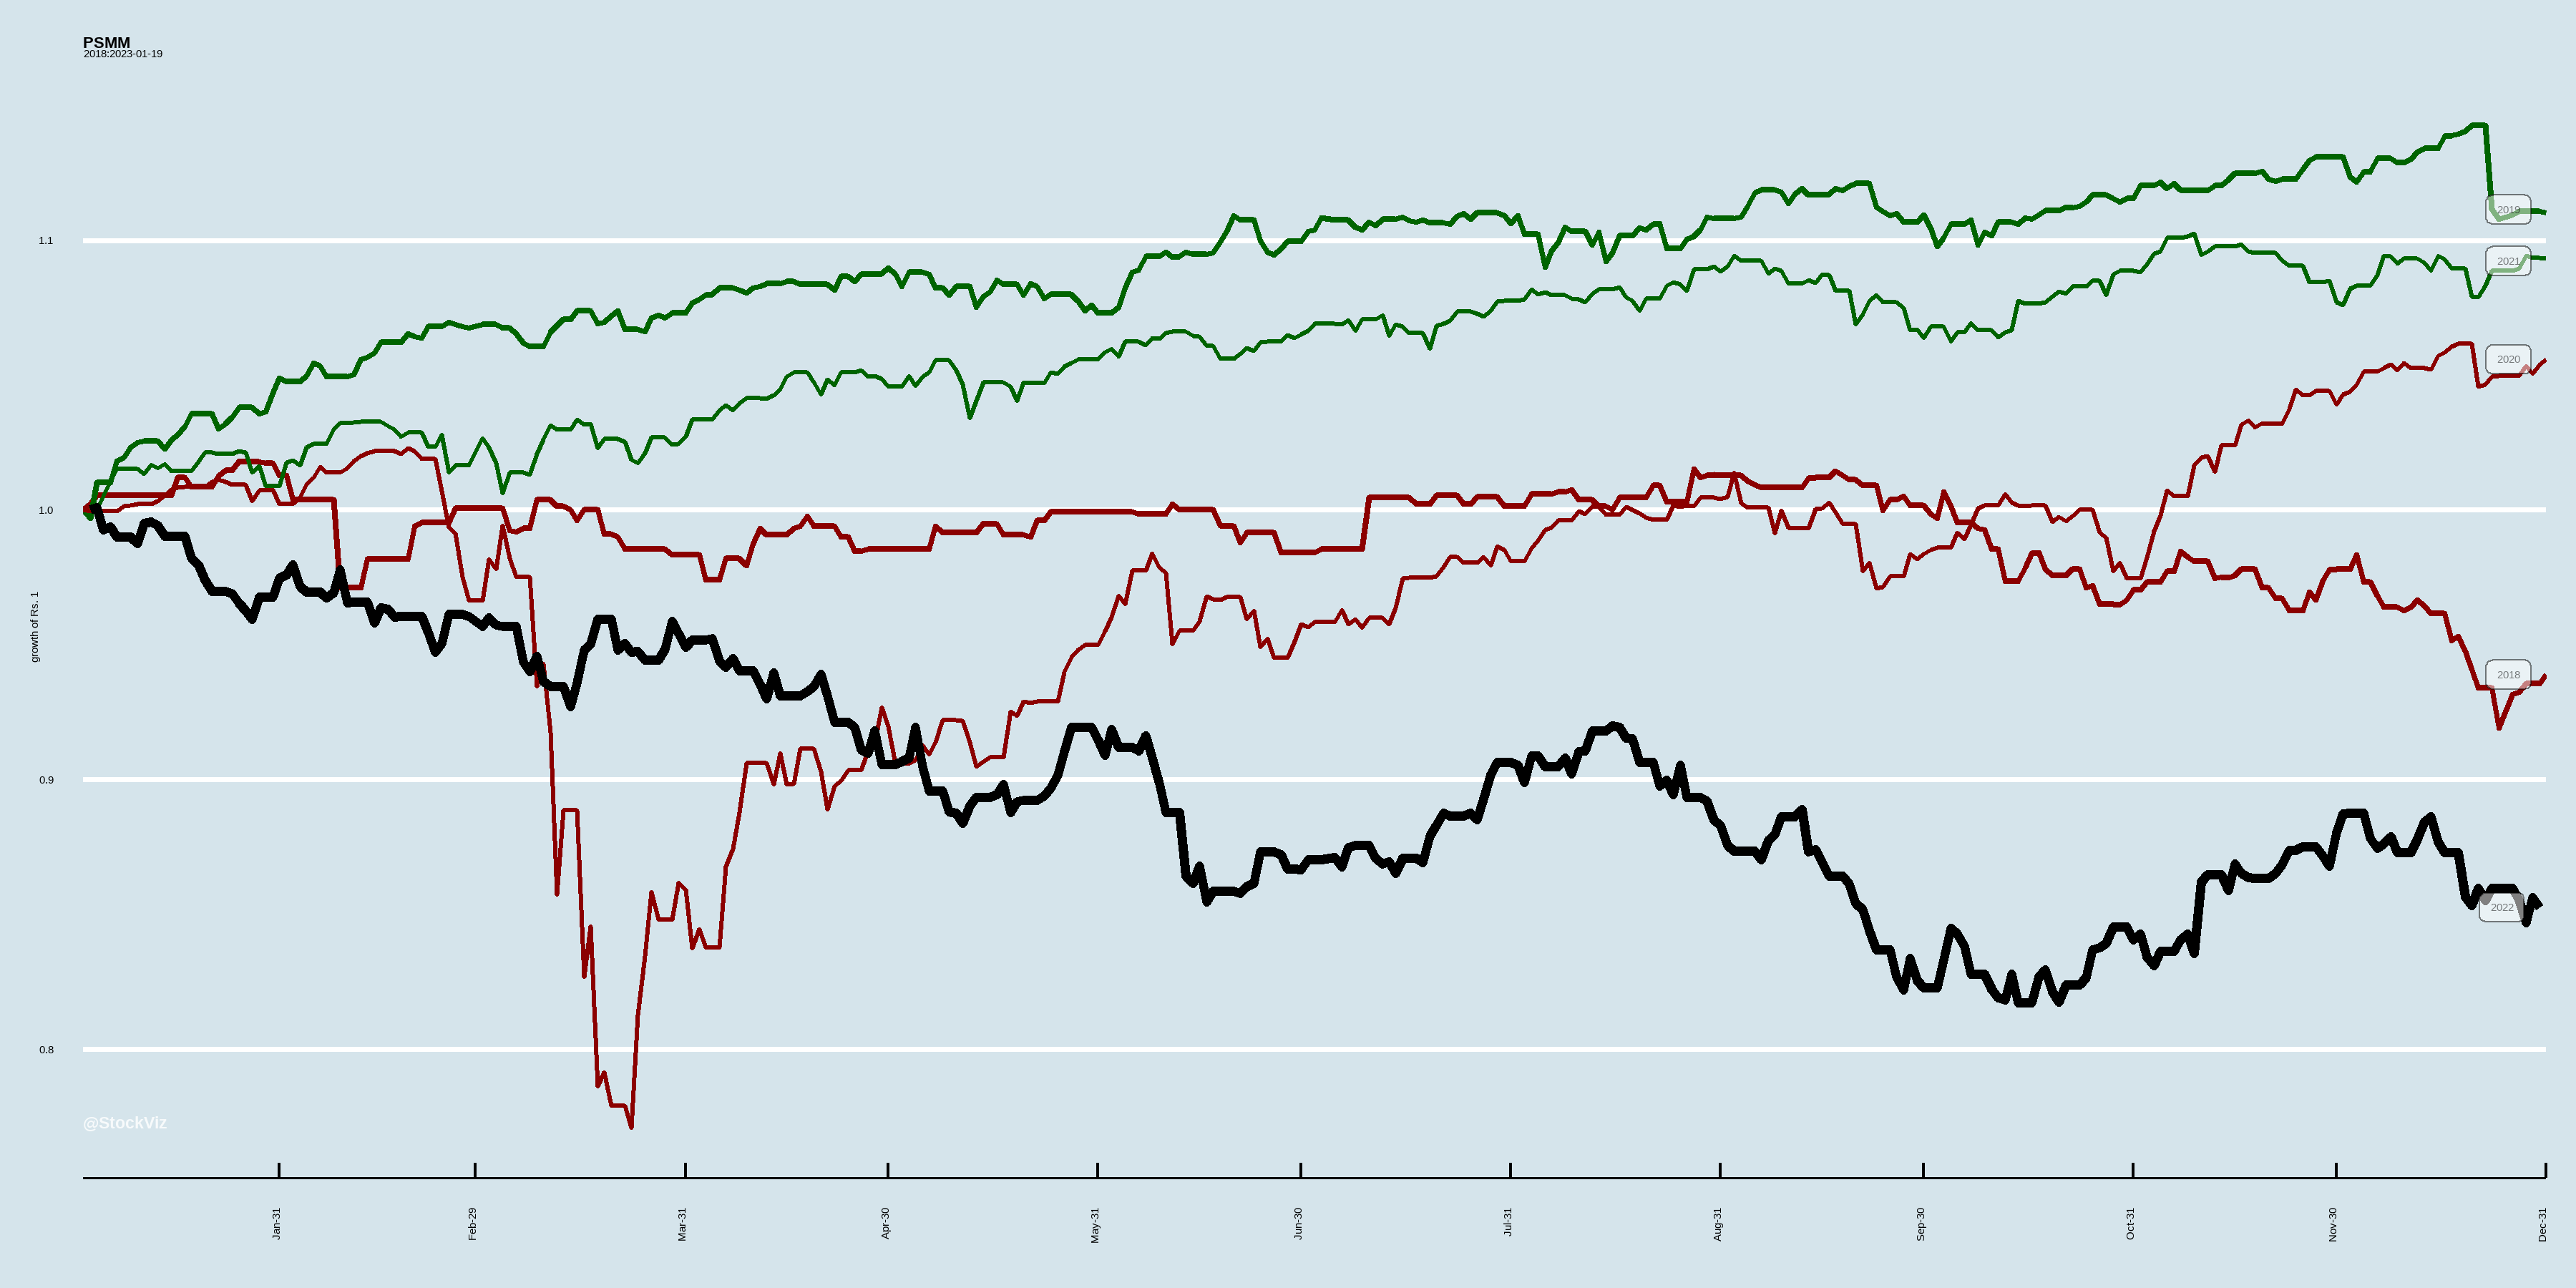 PSMM
2018:2023-01-19
1.1
1.0
0.9
0.8
growth of Rs. 1
2019
2021
2020
2018
2022
@StockViz
Jan-31
Feb-29
Mar-31
Apr-30
May-31
Jun-30
Jul-31
Aug-31
Sep-30
Oct-31
Nov-30
Dec-31